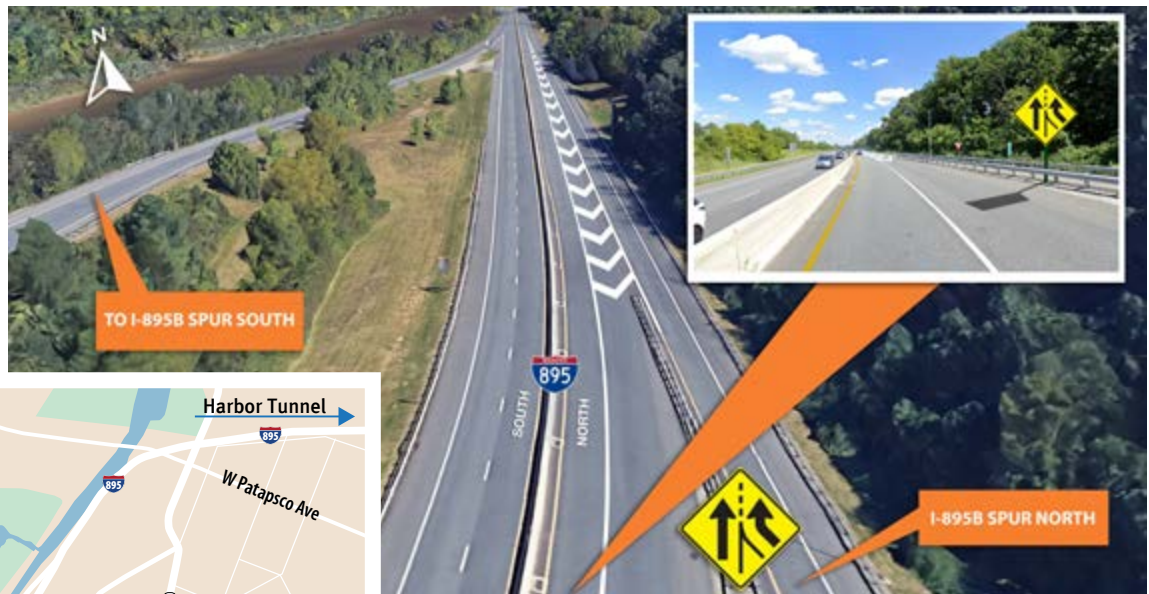 N
TO I-895B SPUR SOUTH
895
SOUTH
NORTH
I-895B SPUR NORTH
Harbor Tunnel
895
895
W Patapsco Ave